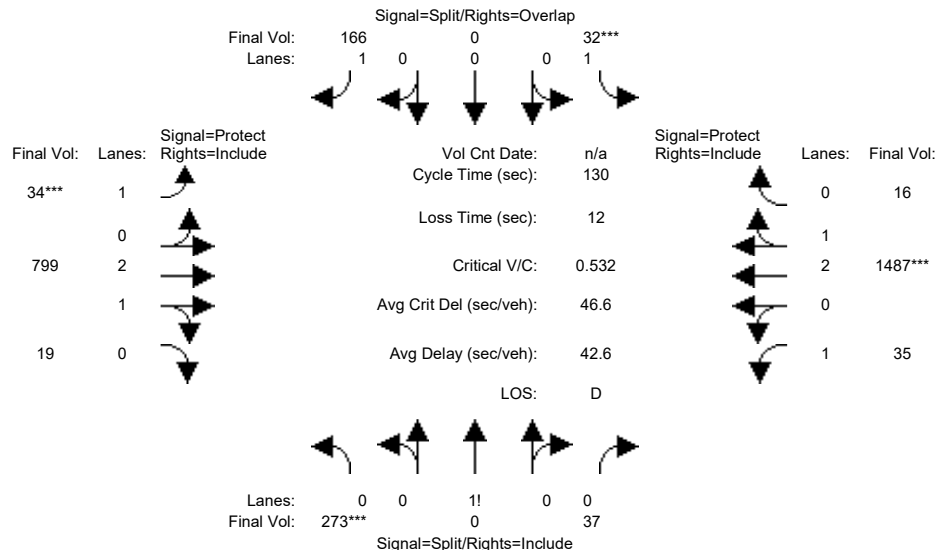 Signal=Split/Rights=Overlap
Final Vol: 166 0 32***
Lanes: 1 0 0 0 1
Signal=Protect Signal=Protect
Final Vol: Lanes: Rights=Include Vol Cnt Date: n/a Rights=Include Lanes: Final Vol:
Cycle Time (sec): 130
34*** 1 0 16
Loss Time (sec): 12
0 1
799 2 Critical V/C: 0.532 2 1487***
1 Avg Crit Del (sec/veh): 46.6 0
19 0 Avg Delay (sec/veh): 42.6 1 35
LOS: D
Lanes: 0 0 1! 0 0
Final Vol: 273*** 0 37
Signal=Split/Rights=Include